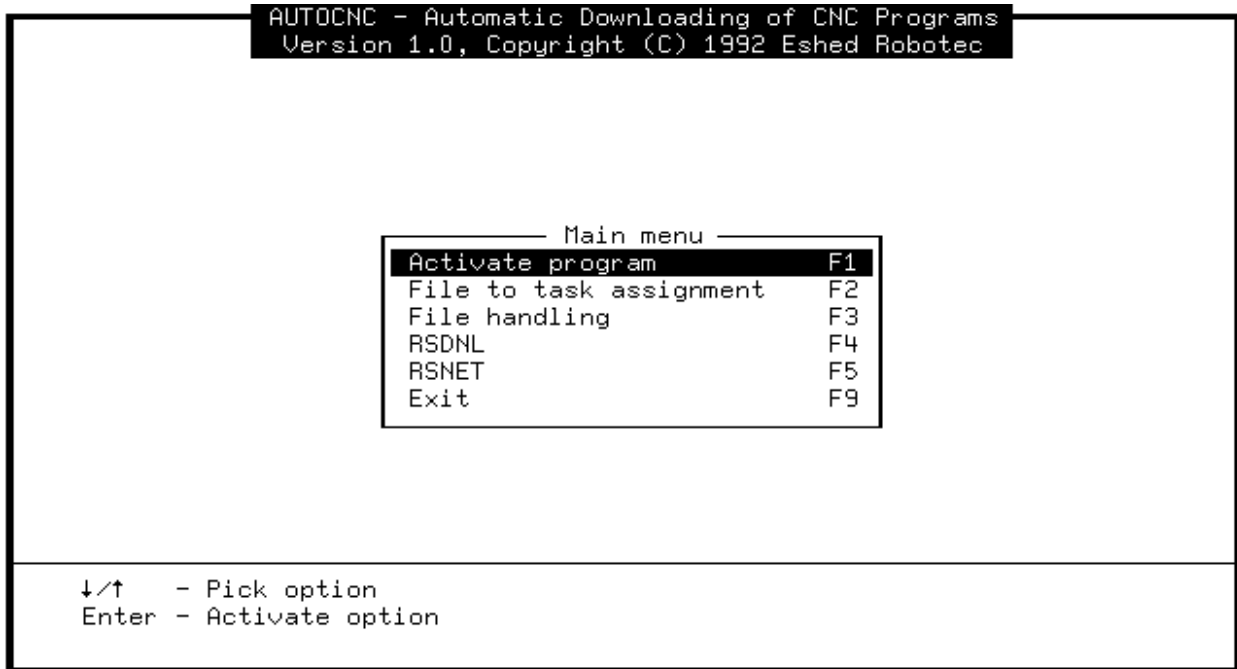 AUTOCNC - Automatic Downloading of CNC Programs
Version 1.0, Copyright (C) 1992 Eshed Robotec
Main menu
Activate program F1
File to task assignment F2
File handling F3
RSDNL F4
RSNET F5
Exit F9
↓/↑ - Pick option
Enter - Activate option